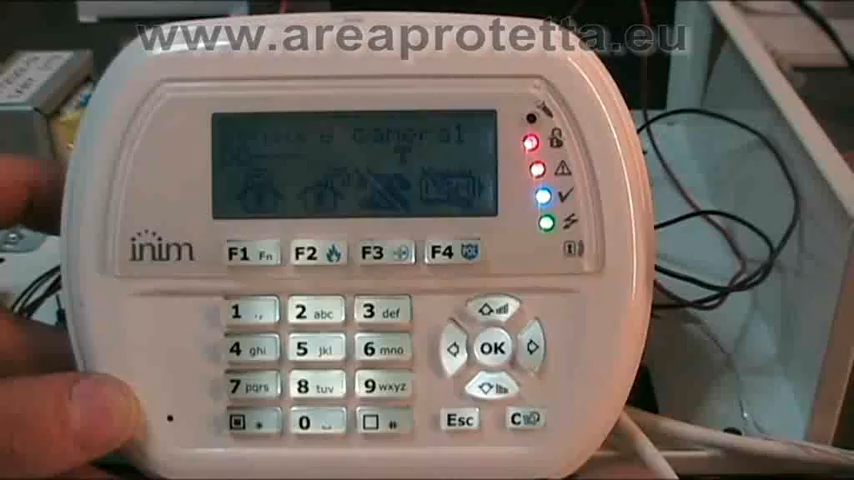 www.areaprotetta.eu
inim
F1 Fn F2 F3 F4 POL
1 ., 2 abc 3 def
4 ghi 5 jkl 6 mno
7 pqrs 8 tuv 9 wxyz
* 0 #
OK
Esc C